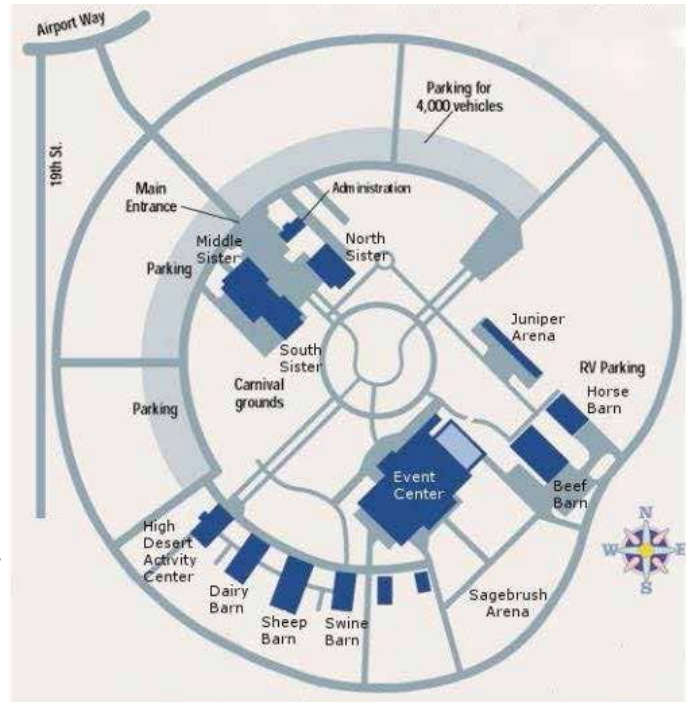 Airport Way
19th St.
Parking for
4,000 vehicles
Main
Entrance
Administration
Middle
Sister
North
Sister
Parking
Juniper
Arena
South
Sister
RV Parking
Carnival
grounds
Horse
Barn
Parking
Event
Center
Beef
Barn
High
Desert
Activity
Center
Dairy
Barn
Sheep
Barn
Swine
Barn
Sagebrush
Arena
N
W
E
S